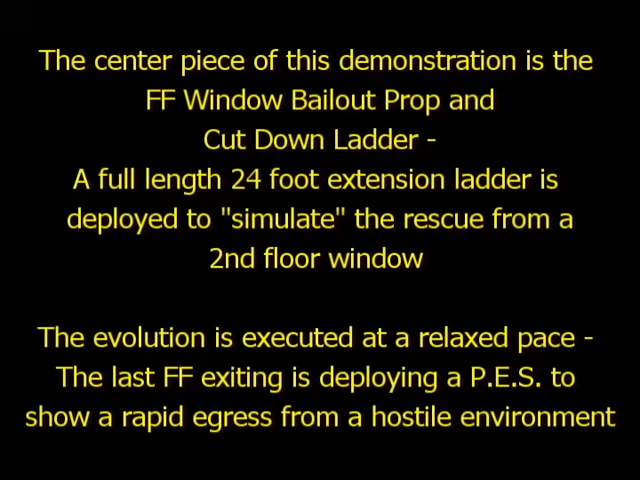 The center piece of this demonstration is the
FF Window Bailout Prop and
Cut Down Ladder -
A full length 24 foot extension ladder is
deployed to "simulate" the rescue from a
2nd floor window
The evolution is executed at a relaxed pace -
The last FF exiting is deploying a P.E.S. to
show a rapid egress from a hostile environment